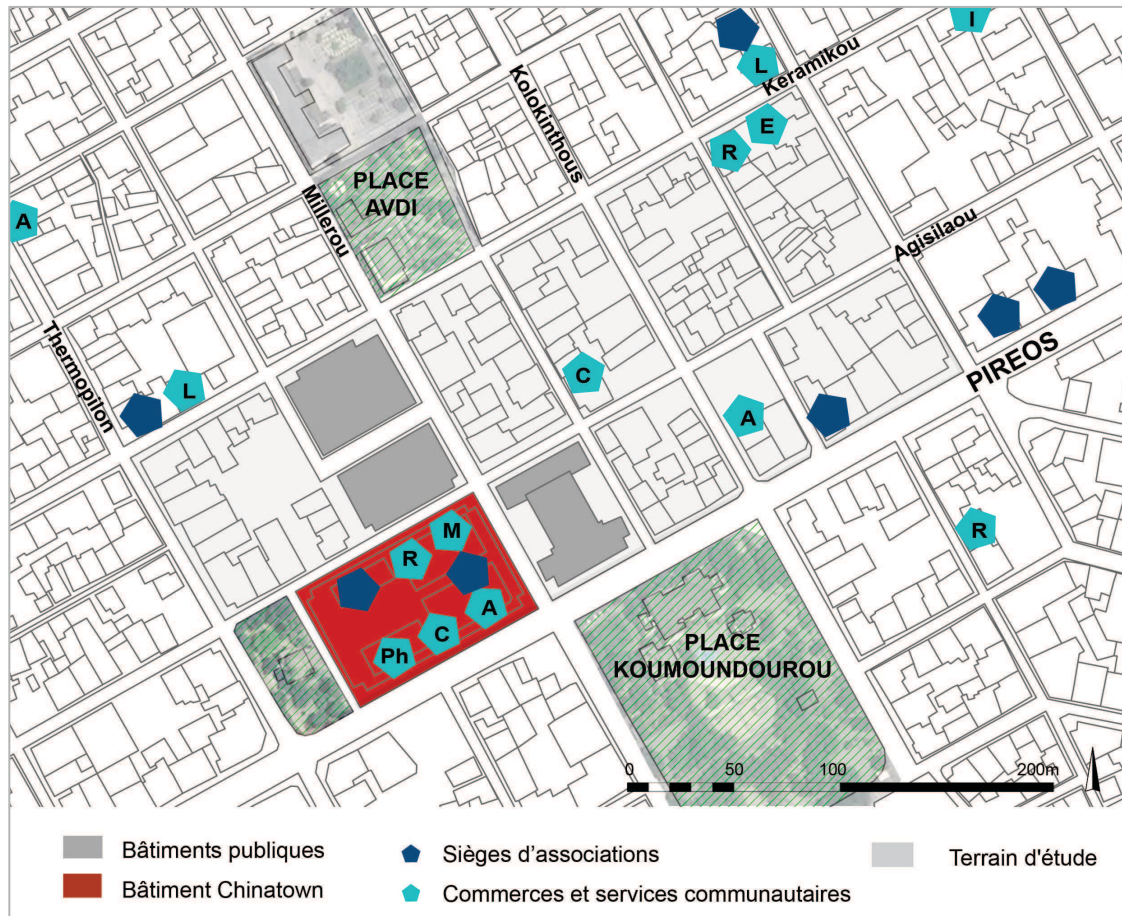 I
L
Keramikou
Kolokinthous
E
R
PLACE
AVDI
Millerou
A
Agisilaou
Thermopilon
L
C
A
PIREOS
M
R
R
A
C
Ph
PLACE
KOUMOUNDOUROU
0 50 100 200m
Bâtiments publiques
Sièges d'associations
Terrain d'étude
Bâtiment Chinatown
Commerces et services communautaires